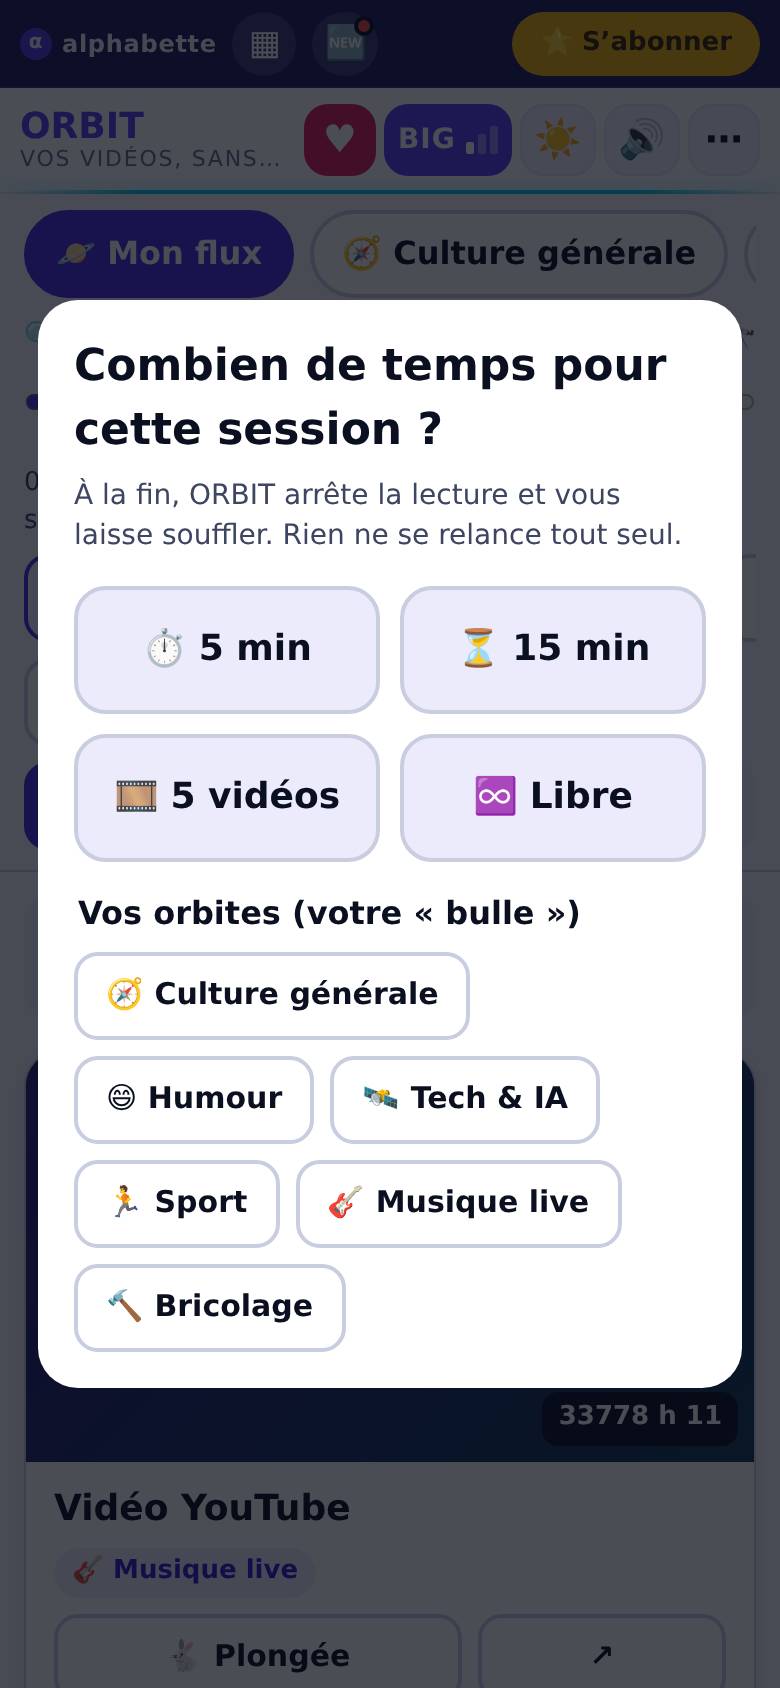 α alphabette
NEW
⭐ S’abonner
ORBIT
VOS VIDÉOS, SANS…
BIG
🪐 Mon flux
🧭 Culture générale
Combien de temps pour
cette session ?
À la fin, ORBIT arrête la lecture et vous
laisse souffler. Rien ne se relance tout seul.
⏱️ 5 min
⏳ 15 min
🎞️ 5 vidéos
♾️ Libre
Vos orbites (votre « bulle »)
🧭 Culture générale
😄 Humour
🛰️ Tech & IA
🏃 Sport
🎸 Musique live
🔨 Bricolage
33778 h 11
Vidéo YouTube
🎸 Musique live
🐇 Plongée
↗